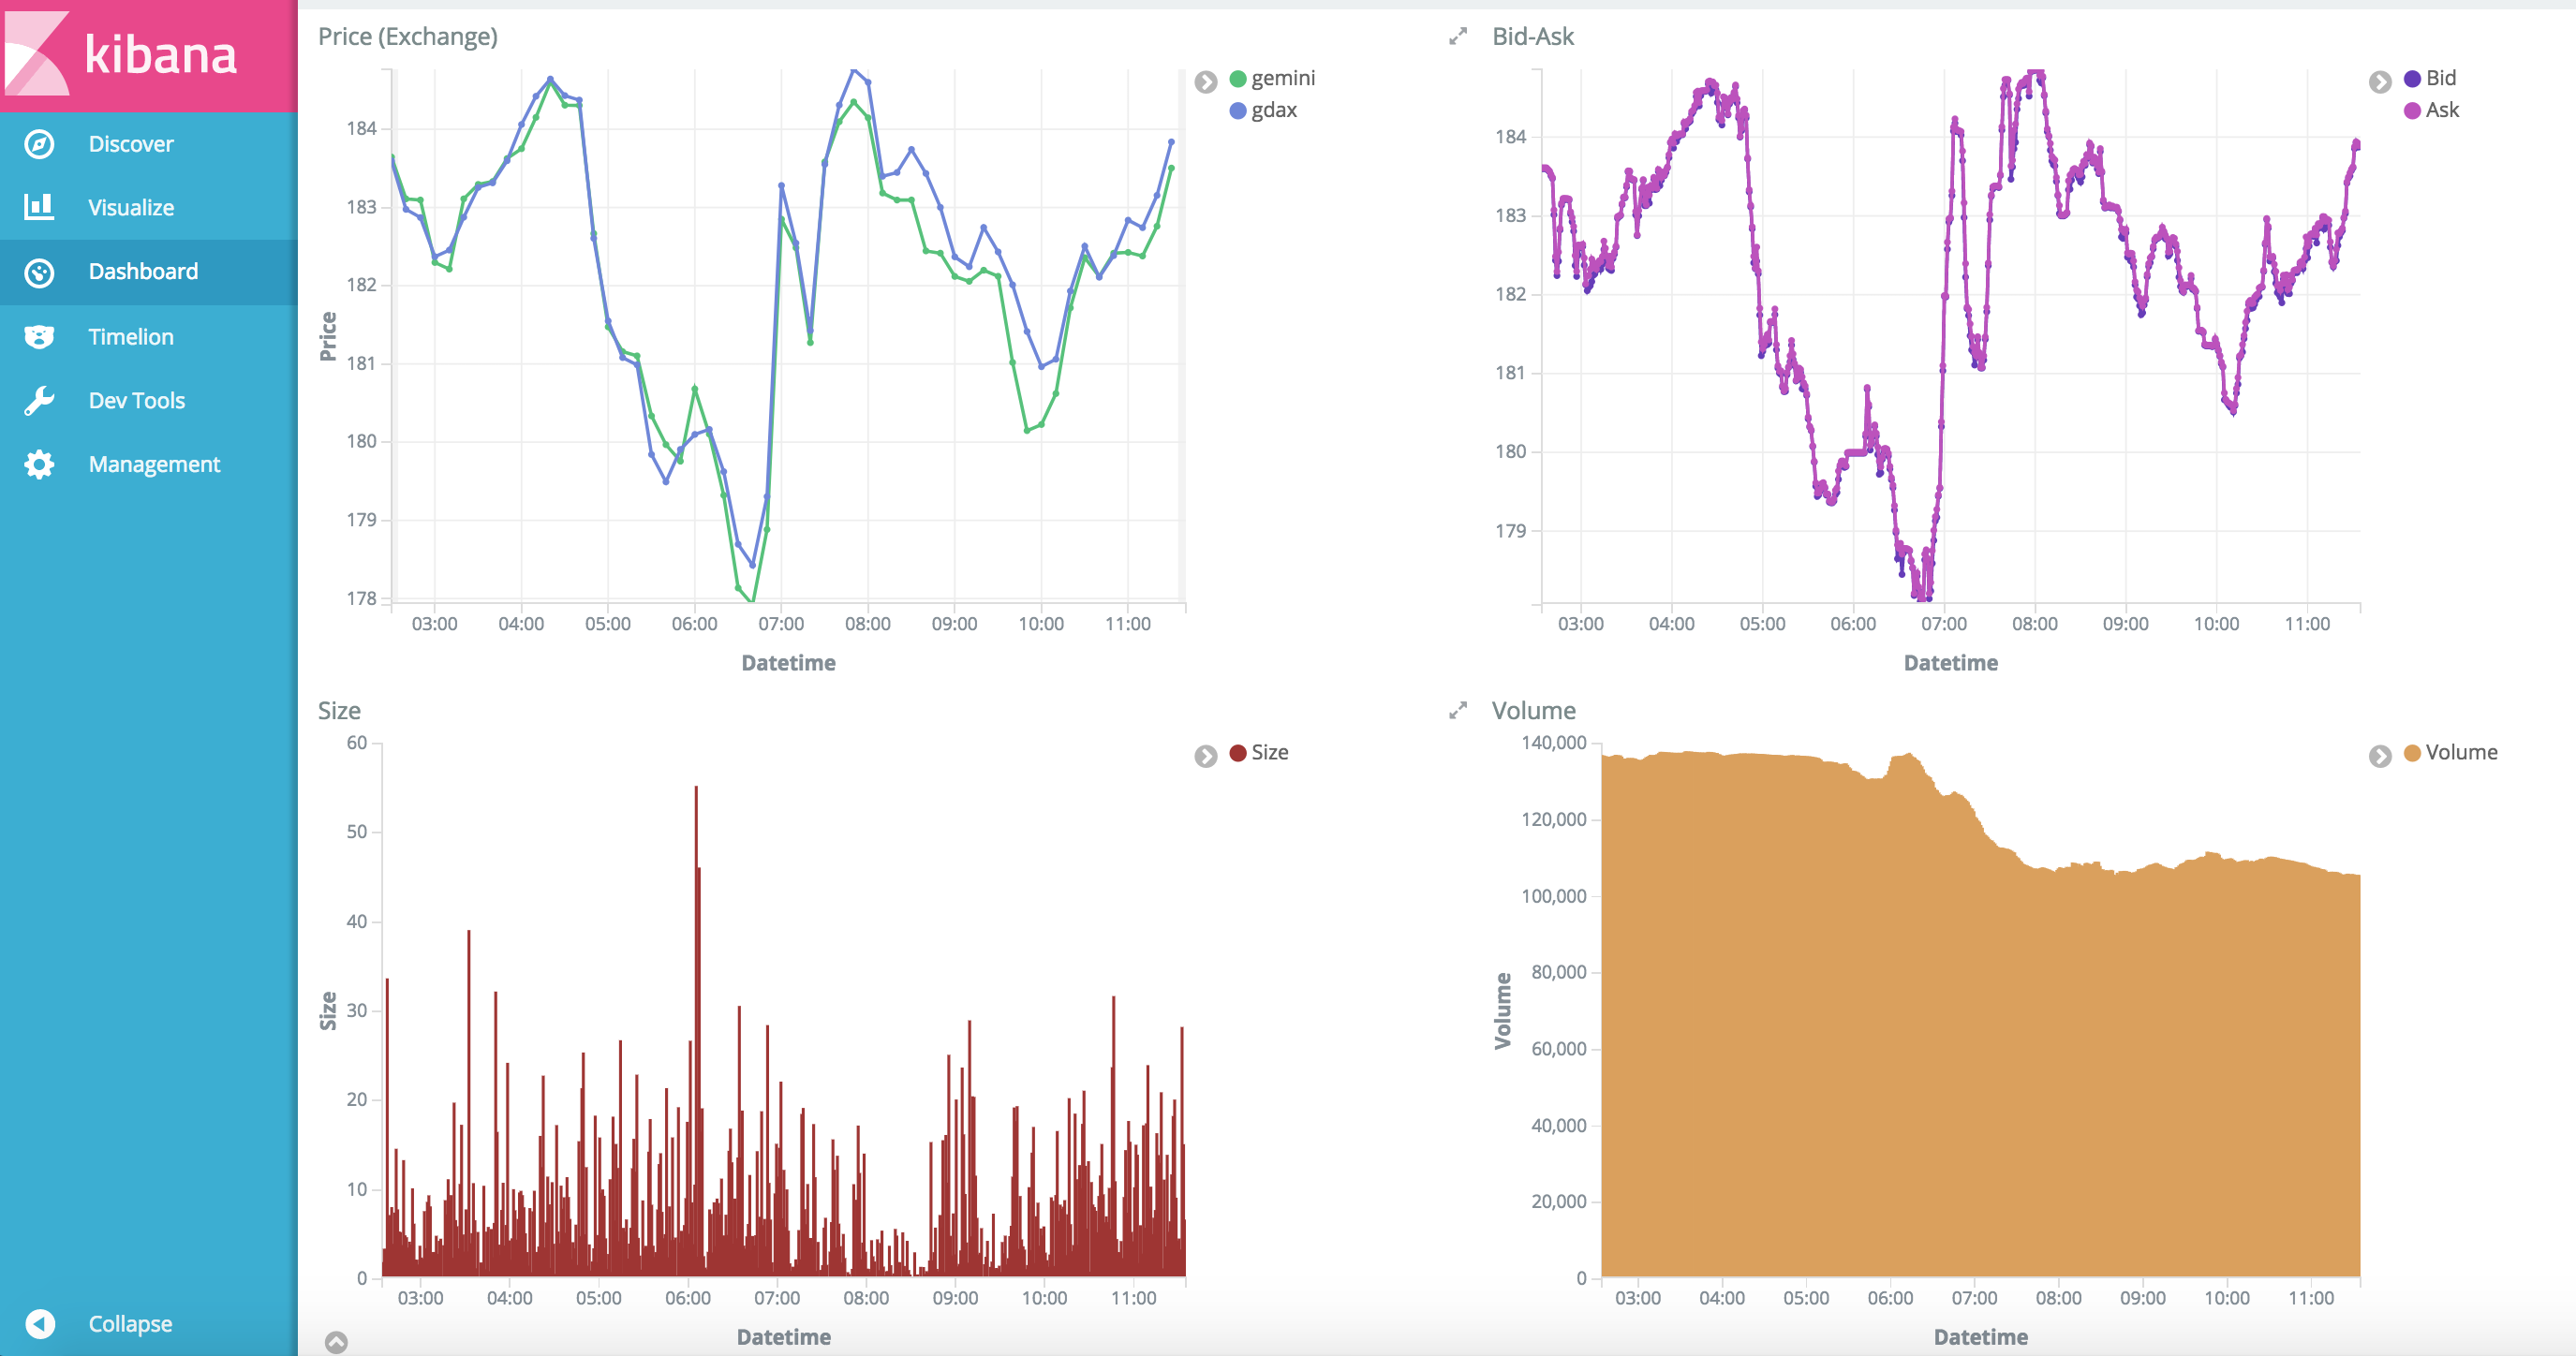 kibana
Discover
Visualize
Dashboard
Timelion
Dev Tools
Management
Collapse
Price (Exchange)
gemini
gdax
Price
184
183
182
181
180
179
178
03:00 04:00 05:00 06:00 07:00 08:00 09:00 10:00 11:00
Datetime
Bid-Ask
Bid
Ask
184
183
182
181
180
179
03:00 04:00 05:00 06:00 07:00 08:00 09:00 10:00 11:00
Datetime
Size
Size
Size
60
50
40
30
20
10
0
03:00 04:00 05:00 06:00 07:00 08:00 09:00 10:00 11:00
Datetime
Volume
Volume
Volume
140,000
120,000
100,000
80,000
60,000
40,000
20,000
0
03:00 04:00 05:00 06:00 07:00 08:00 09:00 10:00 11:00
Datetime